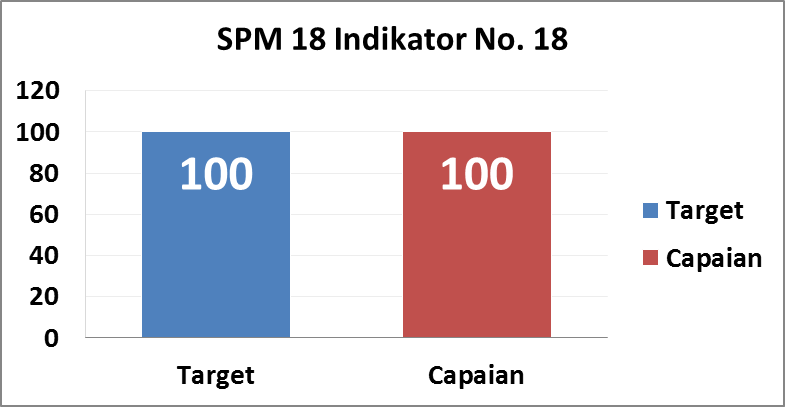 SPM 18 Indikator No. 18
120
100
80
60
40
20
0
100
100
Target
Capaian
Target
Capaian